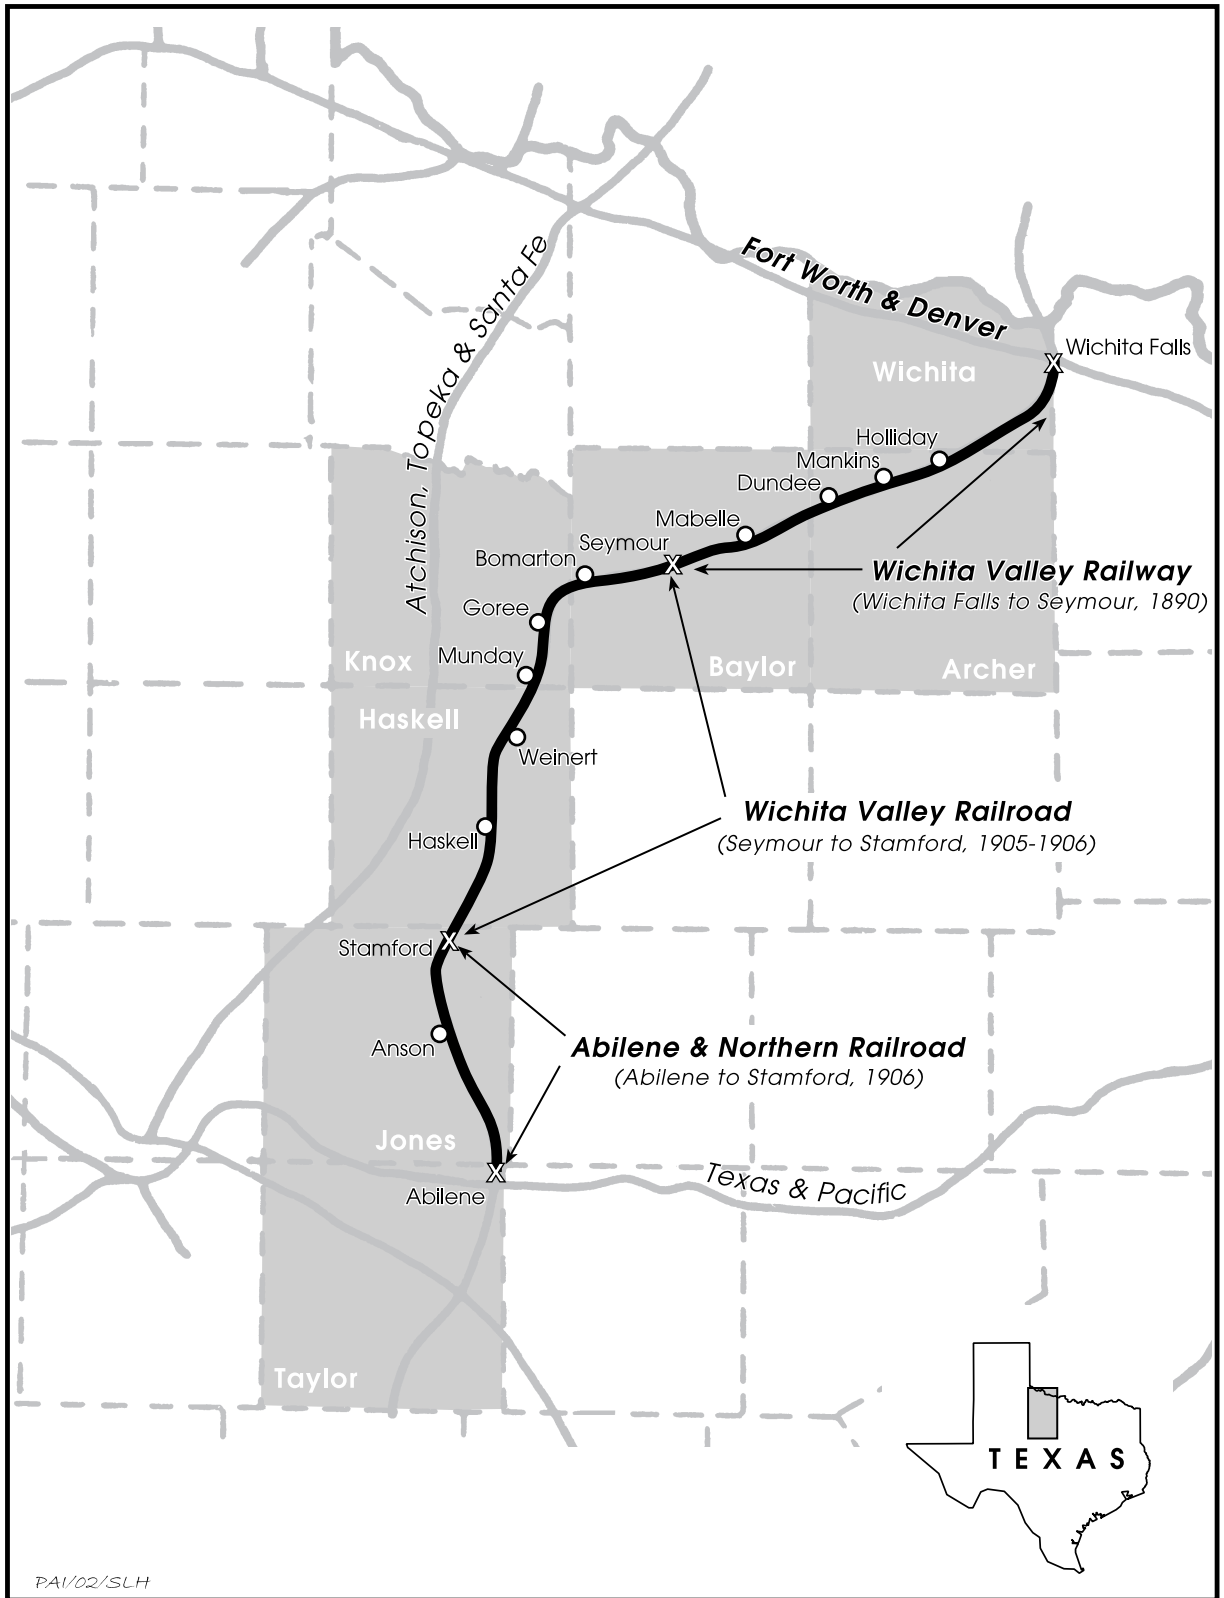 Fort Worth & Denver
Atchison, Topeka & Santa Fe
Wichita Falls
Wichita
Holliday
Mankins
Dundee
Mabelle
Seymour
Bomarton
Wichita Valley Railway
(Wichita Falls to Seymour, 1890)
Goree
Munday
Knox
Baylor
Archer
Haskell
Weinert
Wichita Valley Railroad
(Seymour to Stamford, 1905-1906)
Haskell
Stamford
Anson
Abilene & Northern Railroad
(Abilene to Stamford, 1906)
Jones
Abilene
Texas & Pacific
Taylor
TEXAS
PAI/02/SLH